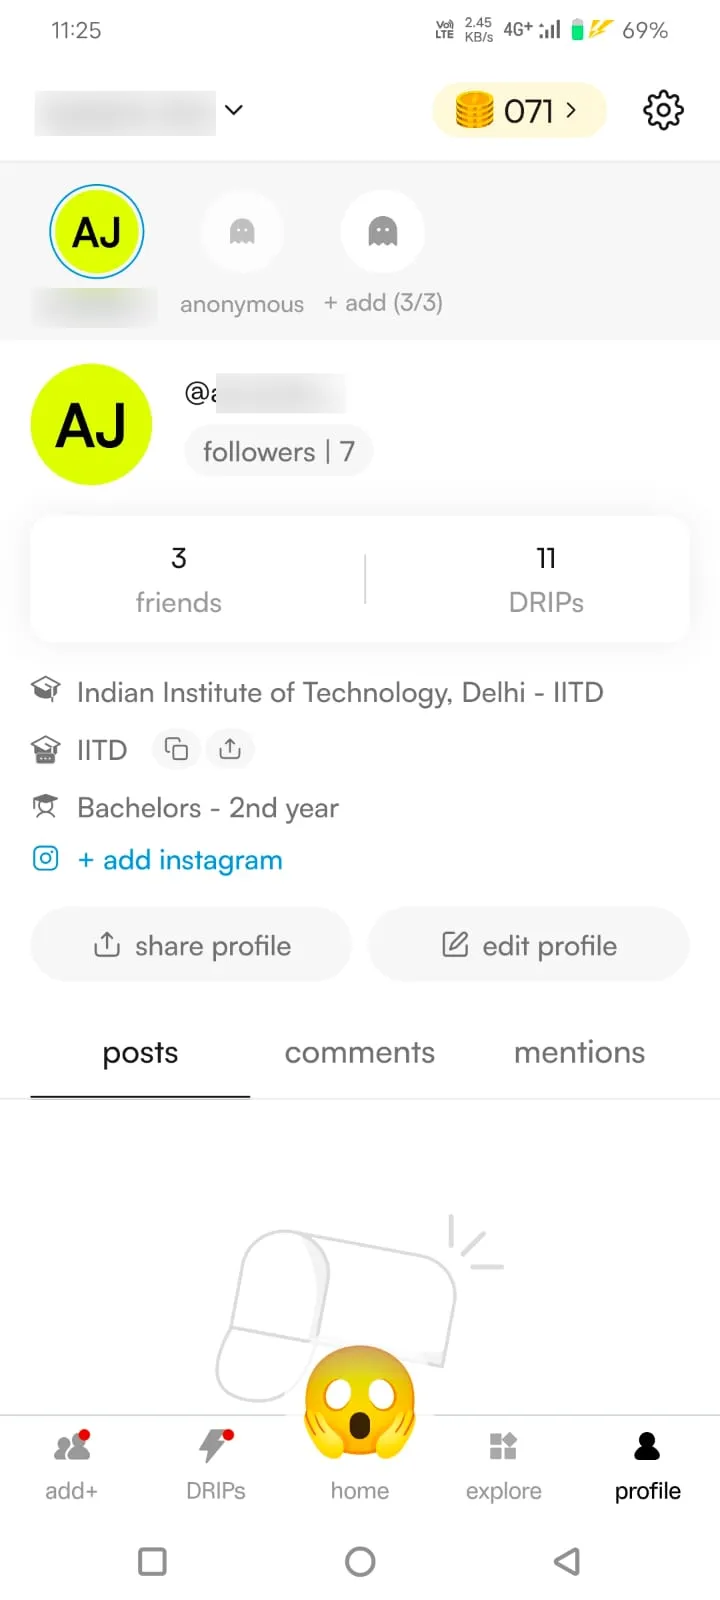 11:25
Vo) LTE 2.45 KB/s 4G+ 69%
071 >
AJ
anonymous
+ add (3/3)
AJ
@a
followers | 7
3
friends
11
DRIPs
Indian Institute of Technology, Delhi - IITD
IITD
Bachelors - 2nd year
+ add instagram
share profile
edit profile
posts
comments
mentions
add+
DRIPs
home
explore
profile